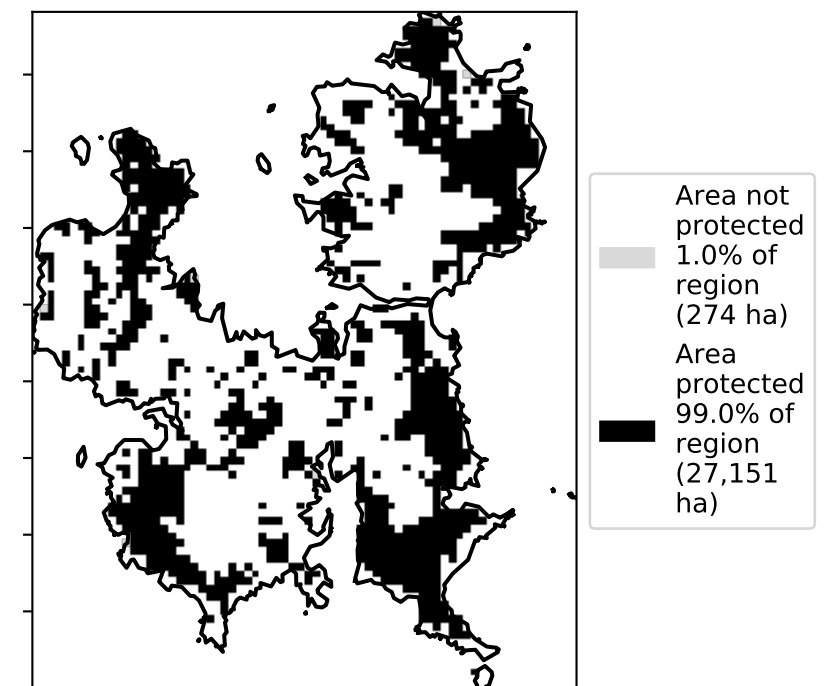 Area not
protected
1.0% of
region
(274 ha)
Area
protected
99.0% of
region
(27,151
ha)